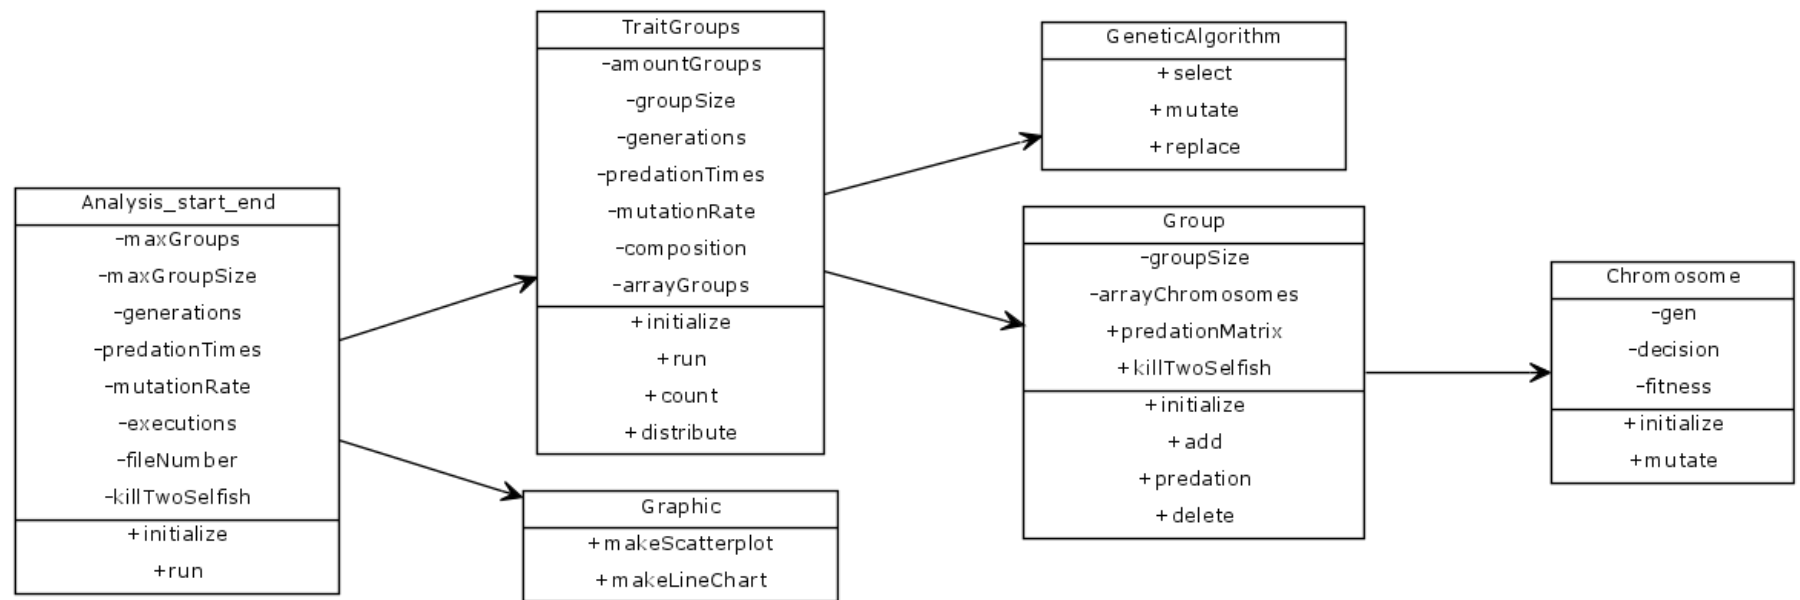 Analysis_start_end
-maxGroups
-maxGroupSize
-generations
-predationTimes
-mutationRate
-executions
-fileNumber
-killTwoSelfish
+initialize
+run
TraitGroups
-amountGroups
-groupSize
-generations
-predationTimes
-mutationRate
-composition
-arrayGroups
+initialize
+run
+count
+distribute
Graphic
+makeScatterplot
+makeLineChart
GeneticAlgorithm
+select
+mutate
+replace
Group
-groupSize
-arrayChromosomes
+predationMatrix
+killTwoSelfish
+initialize
+add
+predation
+delete
Chromosome
-gen
-decision
-fitness
+initialize
+mutate